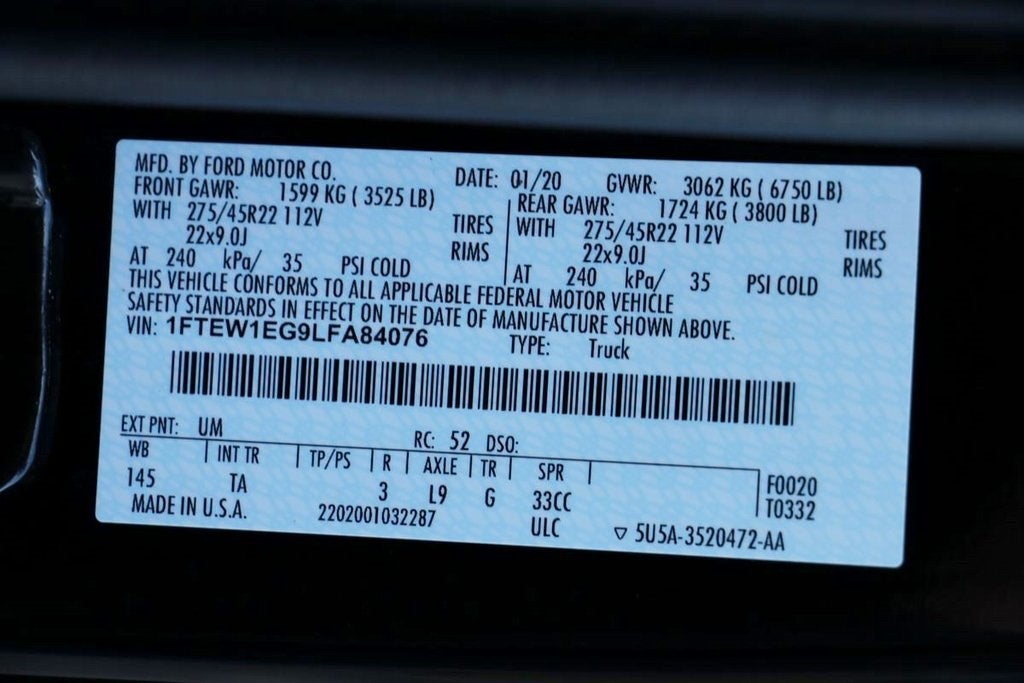 MFD. BY FORD MOTOR CO. DATE: 01/20 GVWR: 3062 KG ( 6750 LB)
FRONT GAWR: 1599 KG ( 3525 LB) REAR GAWR: 1724 KG ( 3800 LB)
WITH 275/45R22 112V TIRES WITH 275/45R22 112V TIRES
22x9.0J RIMS 22x9.0J RIMS
AT 240 kPa/ 35 PSI COLD AT 240 kPa/ 35 PSI COLD
THIS VEHICLE CONFORMS TO ALL APPLICABLE FEDERAL MOTOR VEHICLE
SAFETY STANDARDS IN EFFECT ON THE DATE OF MANUFACTURE SHOWN ABOVE.
VIN: 1FTEW1EG9LFA84076 TYPE: Truck
EXT PNT: UM RC: 52 DSO:
WB INT TR TP/PS R AXLE TR SPR
145 TA 3 L9 G 33CC F0020
T0332
MADE IN U.S.A. 2202001032287 ULC ▽ 5U5A-3520472-AA